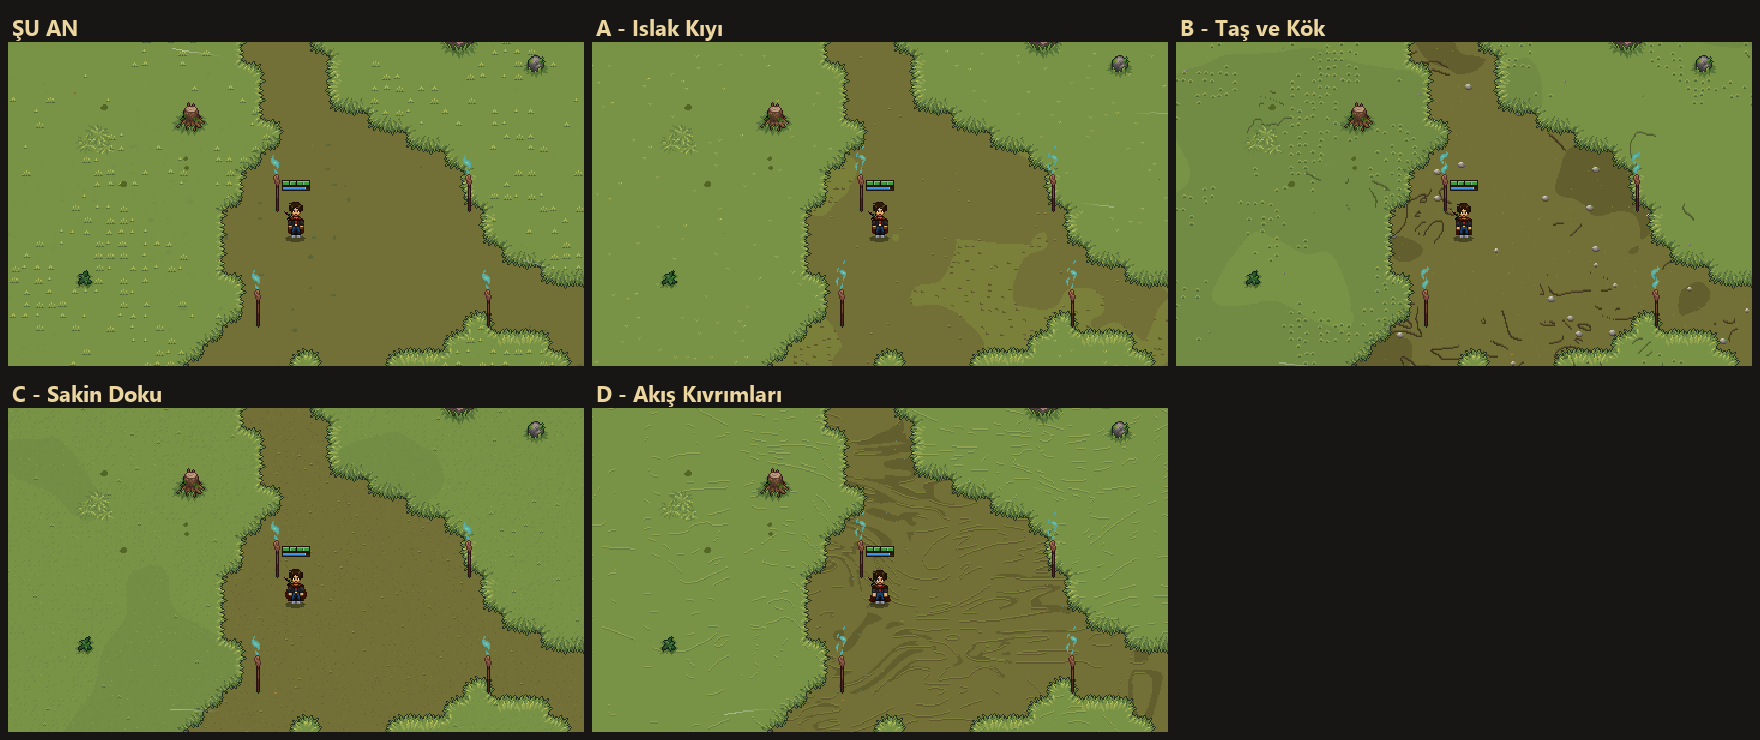 ŞU AN
A - Islak Kıyı
B - Taş ve Kök
C - Sakin Doku
D - Akış Kıvrımları